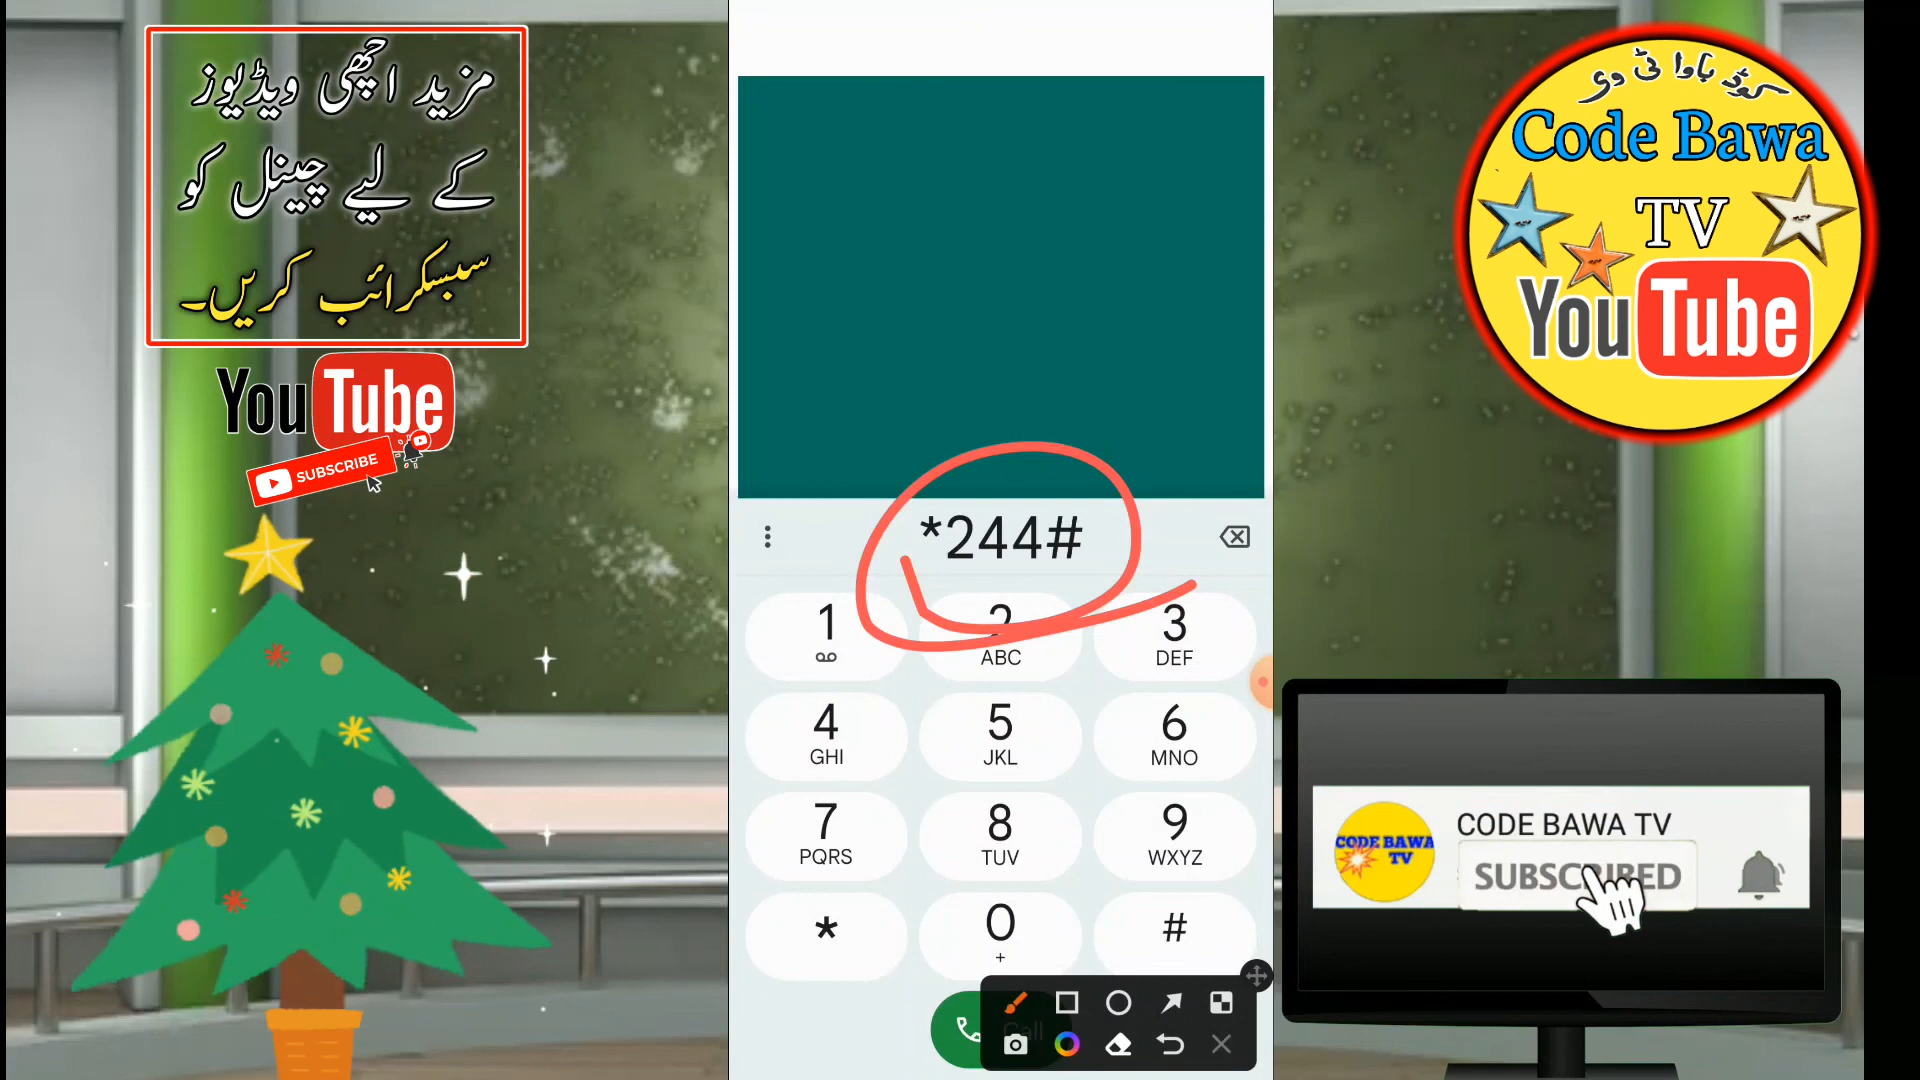 مزید اچھی ویڈیوز
کے لیے چینل کو
سبسکرائب کریں۔
YouTube
SUBSCRIBE
*244#
1
2
ABC
3
DEF
4
GHI
5
JKL
6
MNO
7
PQRS
8
TUV
9
WXYZ
*
0
+
#
Call
کوڈ باوا ٹی وی
Code Bawa
TV
YouTube
CODE BAWA
TV
CODE BAWA TV
SUBSCRIBED